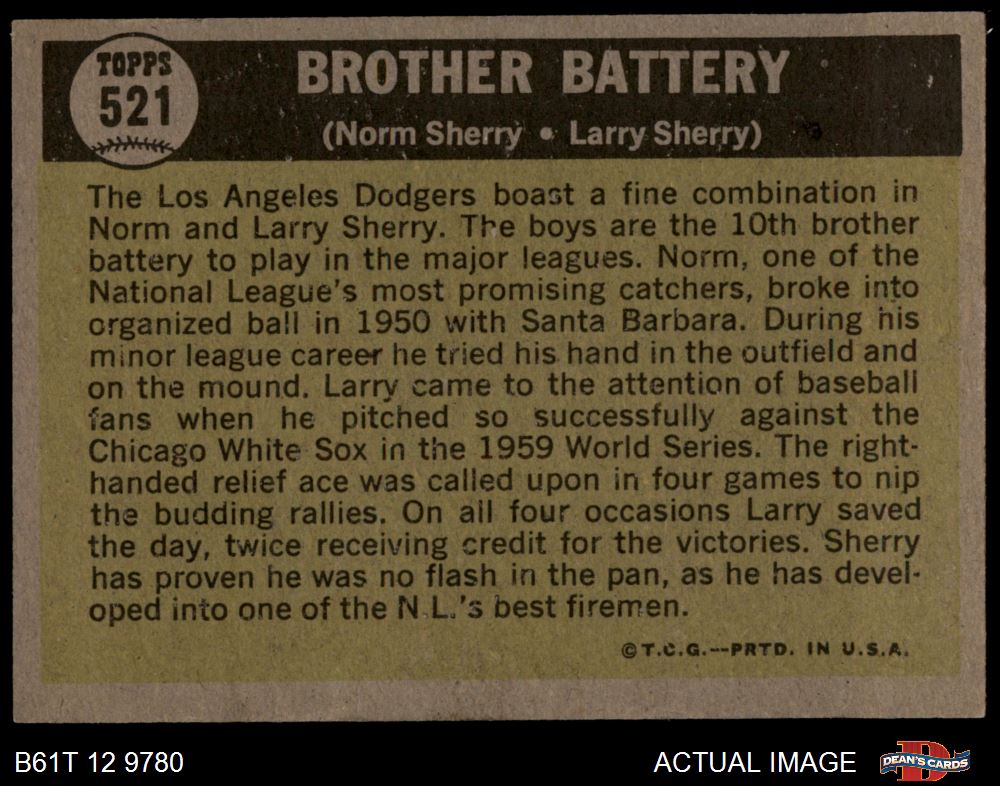 TOPPS
521
BROTHER BATTERY
(Norm Sherry • Larry Sherry)
The Los Angeles Dodgers boast a fine combination in
Norm and Larry Sherry. The boys are the 10th brother
battery to play in the major leagues. Norm, one of the
National League's most promising catchers, broke into
organized ball in 1950 with Santa Barbara. During his
minor league career he tried his hand in the outfield and
on the mound. Larry came to the attention of baseball
fans when he pitched so successfully against the
Chicago White Sox in the 1959 World Series. The right-
handed relief ace was called upon in four games to nip
the budding rallies. On all four occasions Larry saved
the day, twice receiving credit for the victories. Sherry
has proven he was no flash in the pan, as he has devel-
oped into one of the N.L.'s best firemen.
©T.C.G.--PRTD. IN U.S.A.
B61T 12 9780
ACTUAL IMAGE
DEAN'S CARDS